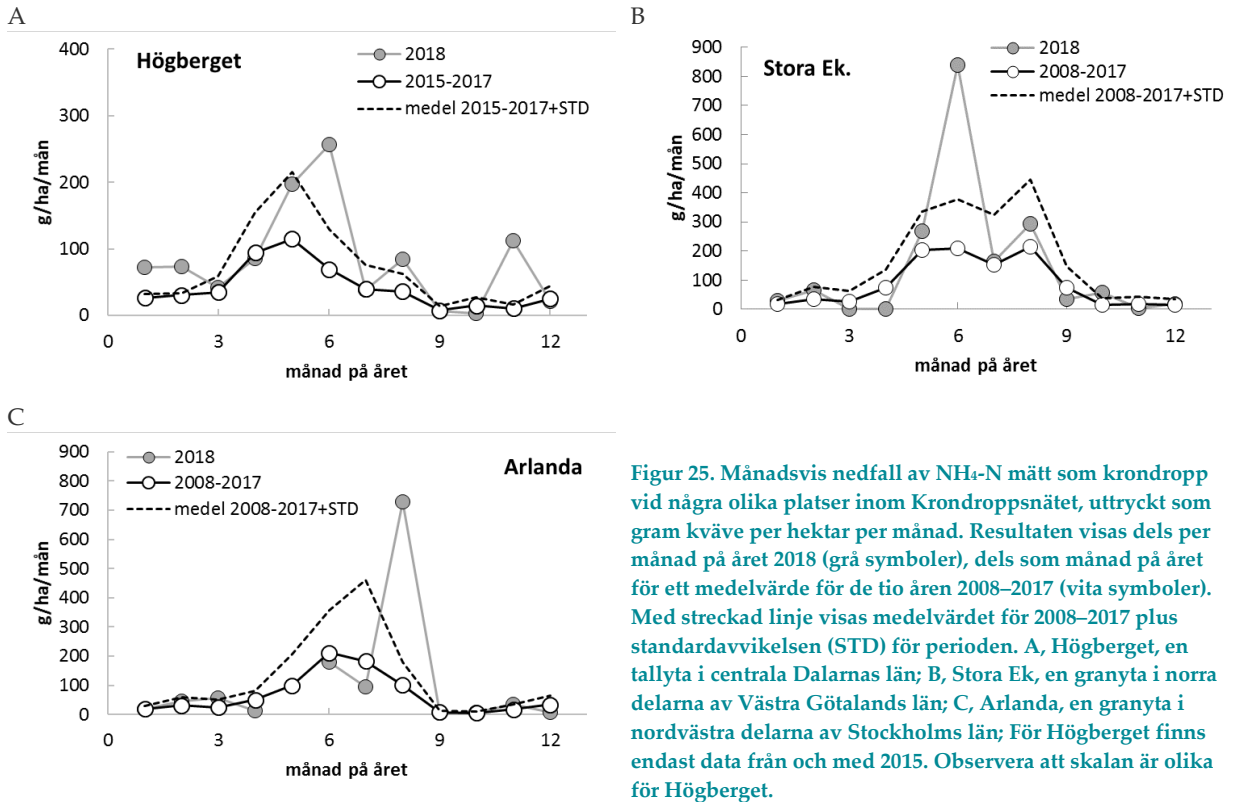 A
Högberget
2018
2015-2017
medel 2015-2017+STD
g/ha/mån
400
300
200
100
0
0 3 6 9 12
månad på året
B
Stora Ek.
2018
2008-2017
medel 2008-2017+STD
g/ha/mån
900
800
700
600
500
400
300
200
100
0
0 3 6 9 12
månad på året
C
Arlanda
2018
2008-2017
medel 2008-2017+STD
g/ha/mån
900
800
700
600
500
400
300
200
100
0
0 3 6 9 12
månad på året
Figur 25. Månadsvis nedfall av NH₄-N mätt som krondropp
vid några olika platser inom Krondroppsnätet, uttryckt som
gram kväve per hektar per månad. Resultaten visas dels per
månad på året 2018 (grå symboler), dels som månad på året
för ett medelvärde för de tio åren 2008–2017 (vita symboler).
Med streckad linje visas medelvärdet för 2008–2017 plus
standardavvikelsen (STD) för perioden. A, Högberget, en
tallyta i centrala Dalarnas län; B, Stora Ek, en granyta i norra
delarna av Västra Götalands län; C, Arlanda, en granyta i
nordvästra delarna av Stockholms län; För Högberget finns
endast data från och med 2015. Observera att skalan är olika
för Högberget.